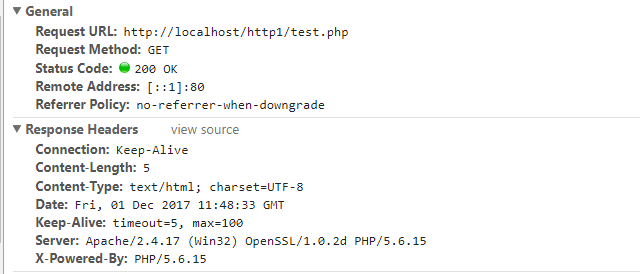 General
Request URL: http://localhost/http1/test.php
Request Method: GET
Status Code: 200 OK
Remote Address: [::1]:80
Referrer Policy: no-referrer-when-downgrade
Response Headers view source
Connection: Keep-Alive
Content-Length: 5
Content-Type: text/html; charset=UTF-8
Date: Fri, 01 Dec 2017 11:48:33 GMT
Keep-Alive: timeout=5, max=100
Server: Apache/2.4.17 (Win32) OpenSSL/1.0.2d PHP/5.6.15
X-Powered-By: PHP/5.6.15